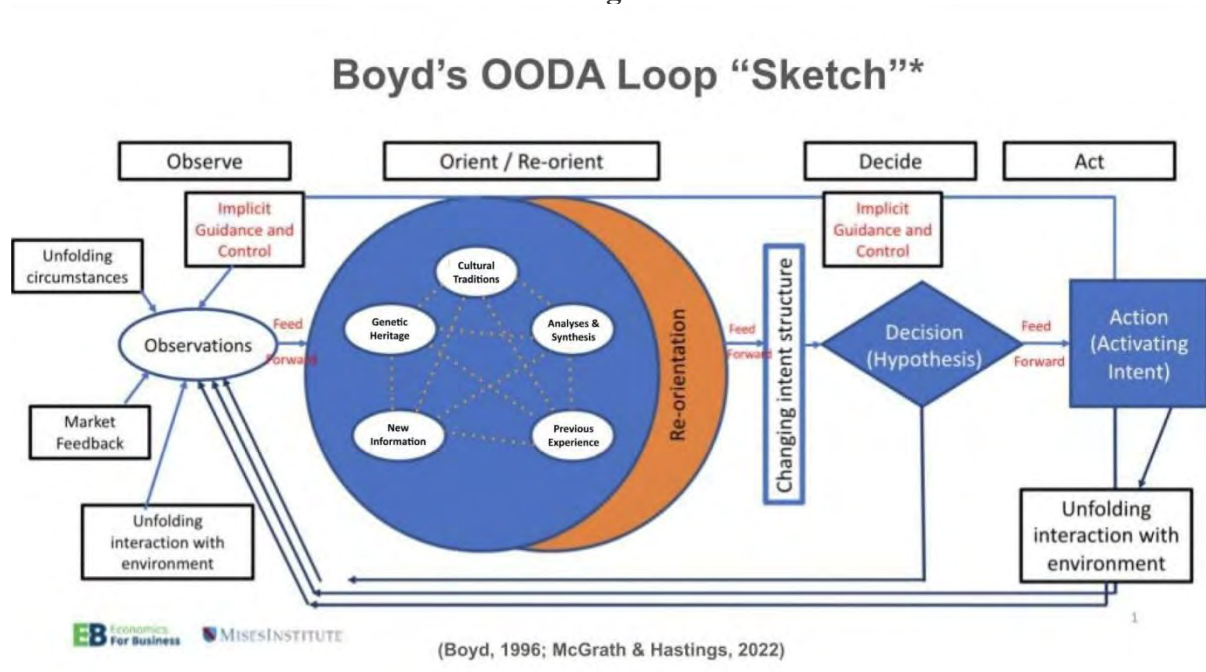 Boyd's OODA Loop “Sketch”*
Observe
Orient / Re-orient
Decide
Act
Implicit
Guidance and
Control
Implicit
Guidance and
Control
Unfolding
circumstances
Cultural
Traditions
Genetic
Heritage
Analyses &
Synthesis
Observations
Feed
Forward
Re-orientation
Feed
Forward
Changing intent structure
Decision
(Hypothesis)
Feed
Forward
Action
(Activating
Intent)
Market
Feedback
New
Information
Previous
Experience
Unfolding
interaction with
environment
Unfolding
interaction with
environment
1
EB Economics
For Business
MISESINSTITUTE
(Boyd, 1996; McGrath & Hastings, 2022)